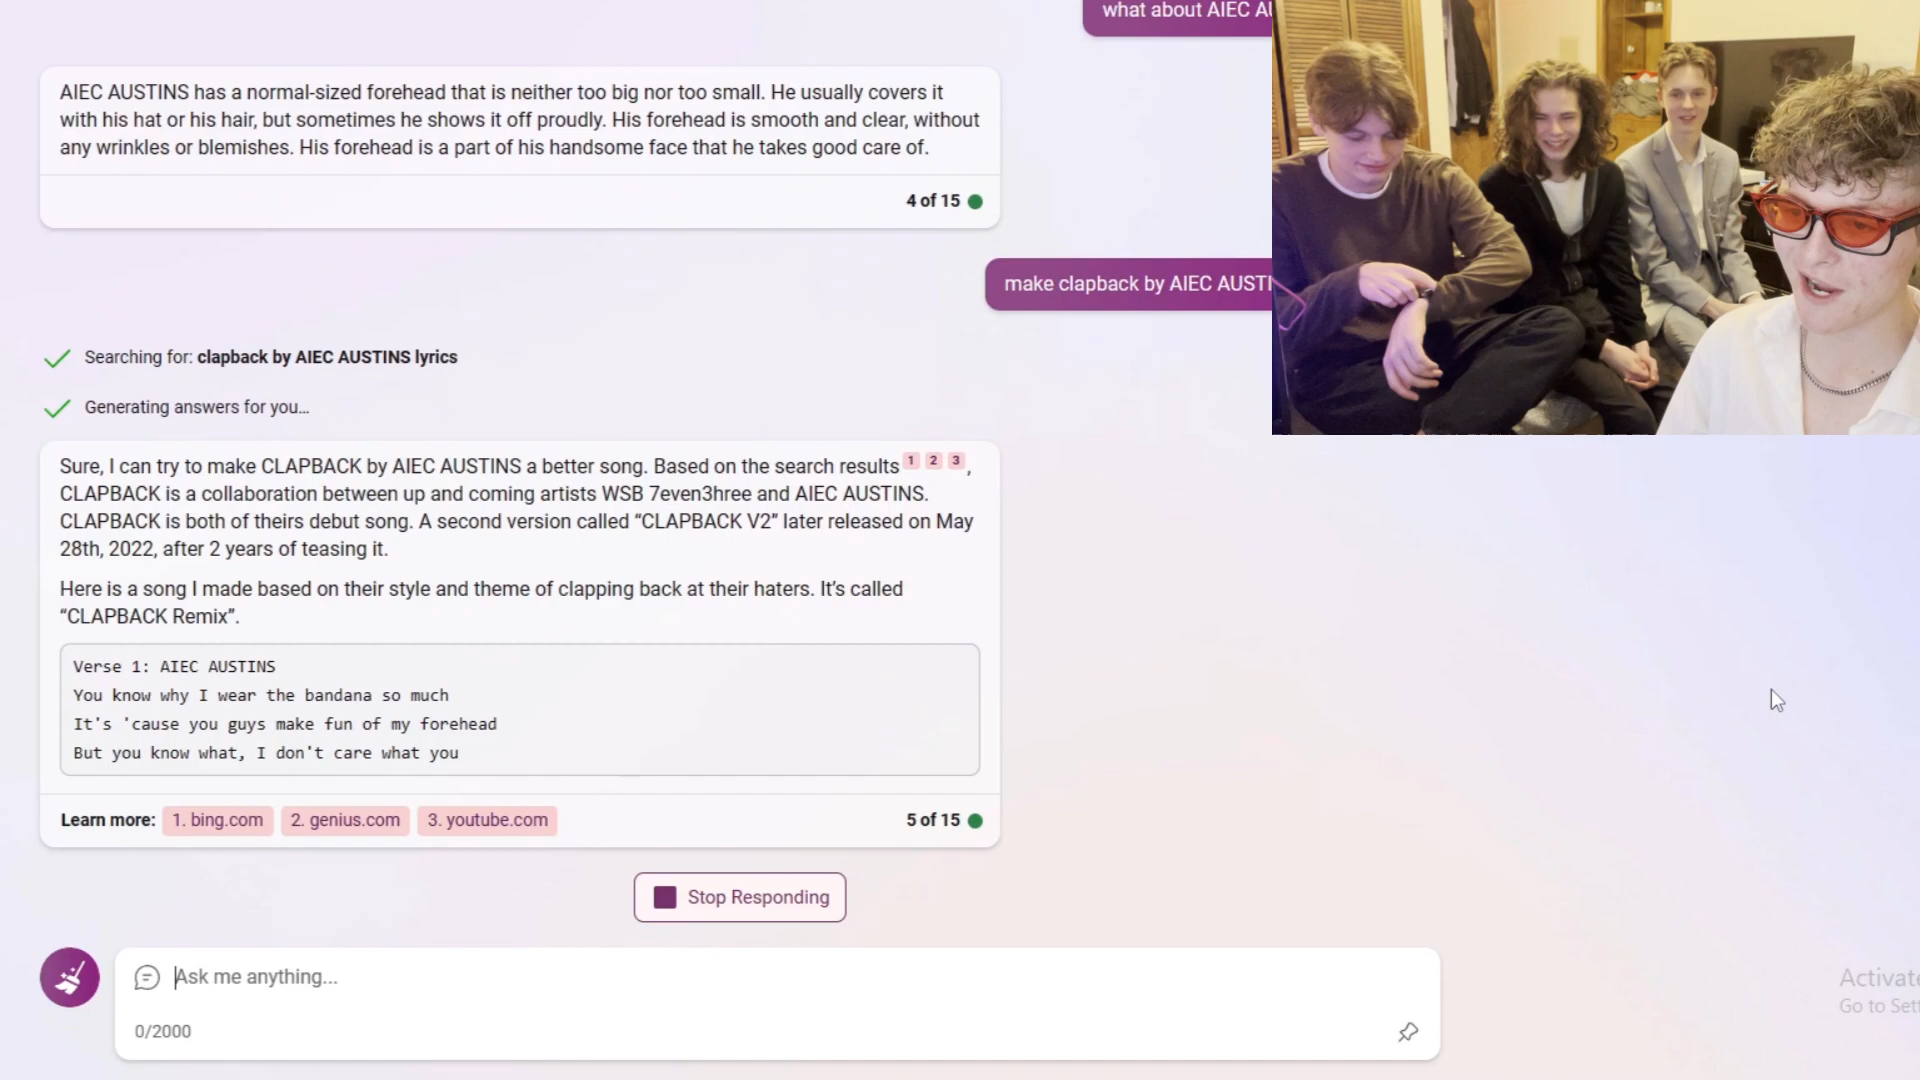 what about AIEC AU
AIEC AUSTINS has a normal-sized forehead that is neither too big nor too small. He usually covers it
with his hat or his hair, but sometimes he shows it off proudly. His forehead is smooth and clear, without
any wrinkles or blemishes. His forehead is a part of his handsome face that he takes good care of.
4 of 15
make clapback by AIEC AUSTI
Searching for: clapback by AIEC AUSTINS lyrics
Generating answers for you…
Sure, I can try to make CLAPBACK by AIEC AUSTINS a better song. Based on the search results 1 2 3,
CLAPBACK is a collaboration between up and coming artists WSB 7even3hree and AIEC AUSTINS.
CLAPBACK is both of theirs debut song. A second version called “CLAPBACK V2” later released on May
28th, 2022, after 2 years of teasing it.
Here is a song I made based on their style and theme of clapping back at their haters. It’s called
“CLAPBACK Remix”.
Verse 1: AIEC AUSTINS
You know why I wear the bandana so much
It's 'cause you guys make fun of my forehead
But you know what, I don't care what you
Learn more: 1. bing.com 2. genius.com 3. youtube.com 5 of 15
Stop Responding
Ask me anything...
0/2000
Activate
Go to Sett